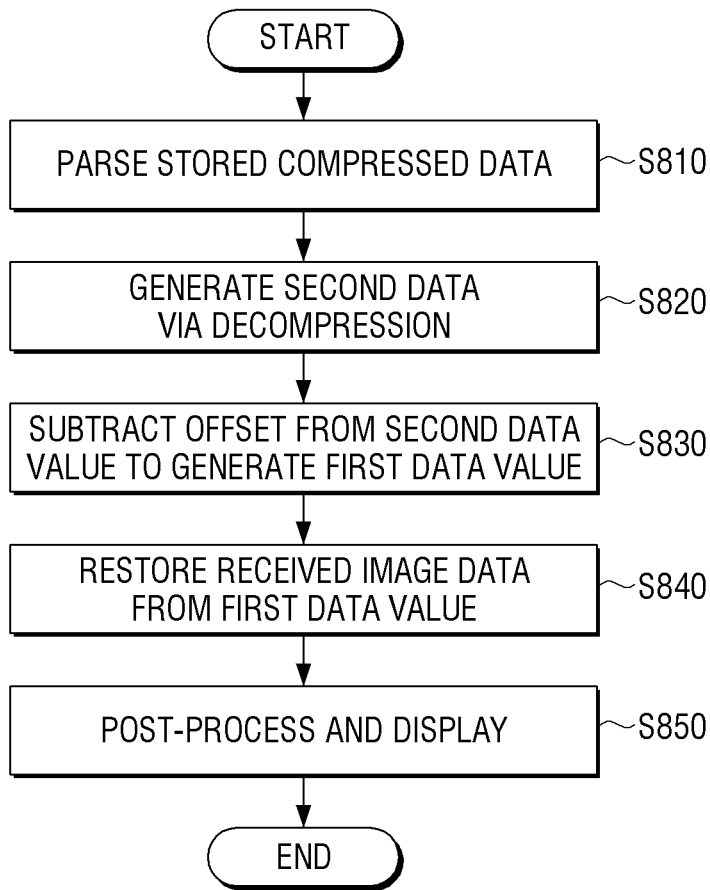 START
PARSE STORED COMPRESSED DATA
S810
GENERATE SECOND DATA
VIA DECOMPRESSION
S820
SUBTRACT OFFSET FROM SECOND DATA
VALUE TO GENERATE FIRST DATA VALUE
S830
RESTORE RECEIVED IMAGE DATA
FROM FIRST DATA VALUE
S840
POST-PROCESS AND DISPLAY
S850
END